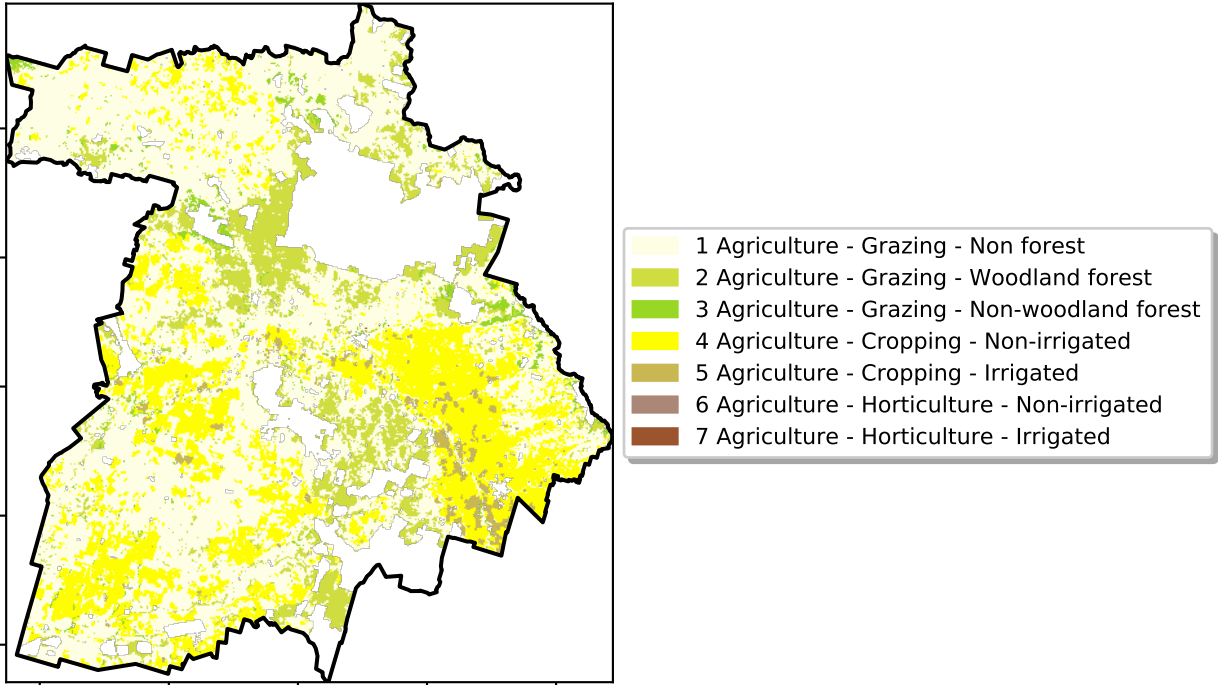 1 Agriculture - Grazing - Non forest
2 Agriculture - Grazing - Woodland forest
3 Agriculture - Grazing - Non-woodland forest
4 Agriculture - Cropping - Non-irrigated
5 Agriculture - Cropping - Irrigated
6 Agriculture - Horticulture - Non-irrigated
7 Agriculture - Horticulture - Irrigated